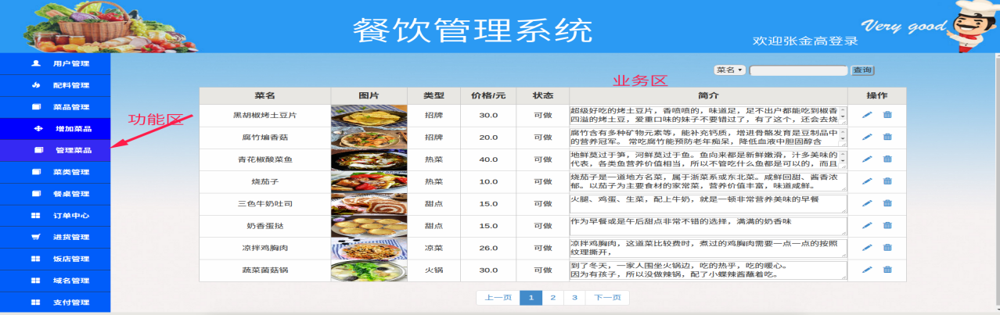 餐饮管理系统
欢迎张金高登录
Very good
用户管理
配料管理
菜品管理
增加菜品
管理菜品
菜类管理
餐桌管理
订单中心
进货管理
饭店管理
域名管理
支付管理
功能区
业务区
菜名 查询
菜名 图片 类型 价格/元 状态 简介 操作
黑胡椒烤土豆片 招牌 30.0 可做 超级好吃的烤土豆片，香喷喷的，味道足，足不出户都能吃到椒香
四溢的烤土豆，爱重口味的妹子不要错过了，有了这个，还会去烧
腐竹编香菇 招牌 20.0 可做 腐竹含有多种矿物元素等，能补充钙质，增进骨骼发育是豆制品中
的营养冠军。 常吃腐竹能预防老年痴呆，降低血液中胆固醇含
青花椒酸菜鱼 热菜 40.0 可做 地鲜莫过于笋，河鲜莫过于鱼。鱼向来都是新鲜嫩滑，汁多美味的
代表，各类鱼营养价值相当，所以不管吃什么鱼都是可以的，而且
烧茄子 热菜 10.0 可做 烧茄子是一道地方名菜，属于浙菜系或东北菜。咸鲜回甜、酱香浓
郁。以茄子为主要食材的家常菜，营养价值丰富，味道咸鲜。
三色牛奶吐司 甜点 15.0 可做 火腿、鸡蛋、生菜，配上牛奶，就是一顿非常营养美味的早餐
奶香蛋挞 甜点 15.0 可做 作为早餐或是午后甜点非常不错的选择，满满的奶香味
凉拌鸡胸肉 凉菜 26.0 可做 凉拌鸡胸肉，这道菜比较费时，煮过的鸡胸肉需要一点一点的按照
纹理撕开，
蔬菜菌菇锅 火锅 30.0 可做 到了冬天，一家人围坐火锅边，吃的热乎，吃的暖心。
因为有孩子，所以没做辣锅，配了小蝶辣酱蘸着吃。
上一页 1 2 3 下一页